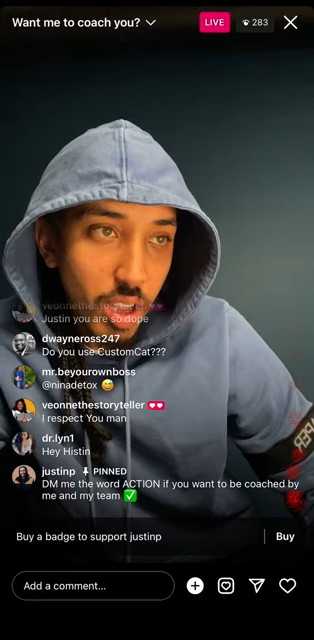 Want me to coach you?
LIVE
283
veonnethestoryteller
Justin you are so dope
dwayneross247
Do you use CustomCat???
mr.beyourownboss
@ninadetox 😅
veonnethestoryteller
I respect You man
dr.lyn1
Hey Histin
justinp PINNED
DM me the word ACTION if you want to be coached by
me and my team ✅
Buy a badge to support justinp
Buy
Add a comment...